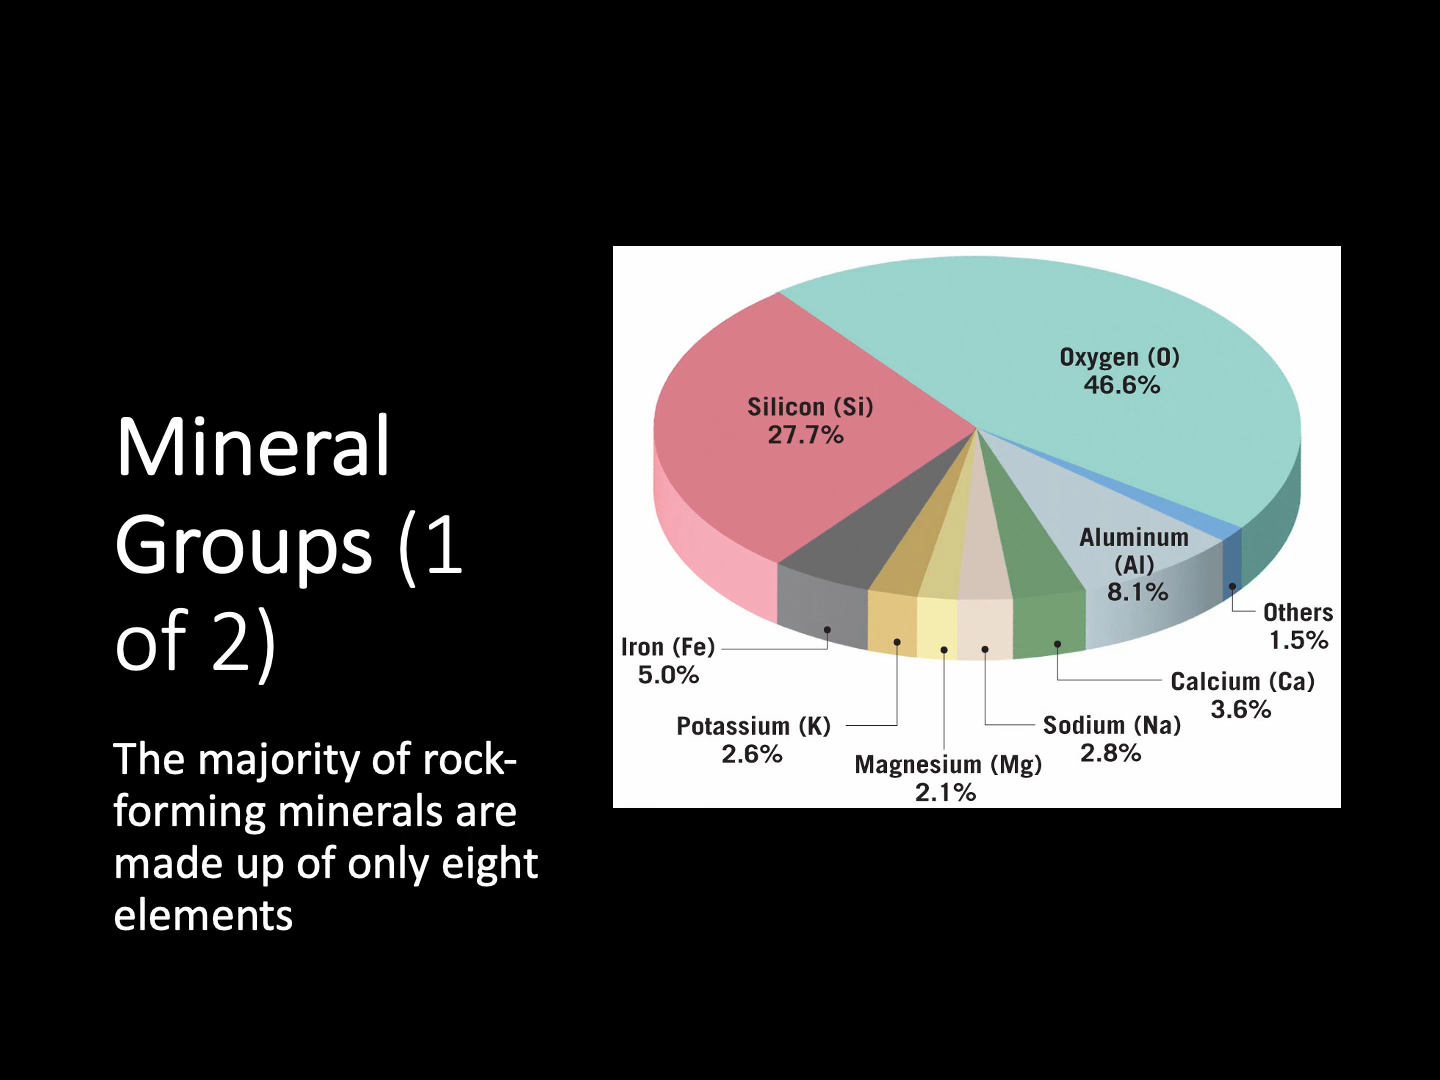 Mineral
Groups (1
of 2)
The majority of rock-
forming minerals are
made up of only eight
elements
Oxygen (O)
46.6%
Silicon (Si)
27.7%
Aluminum
(Al)
8.1%
Others
1.5%
Iron (Fe)
5.0%
Calcium (Ca)
3.6%
Potassium (K)
2.6%
Sodium (Na)
2.8%
Magnesium (Mg)
2.1%